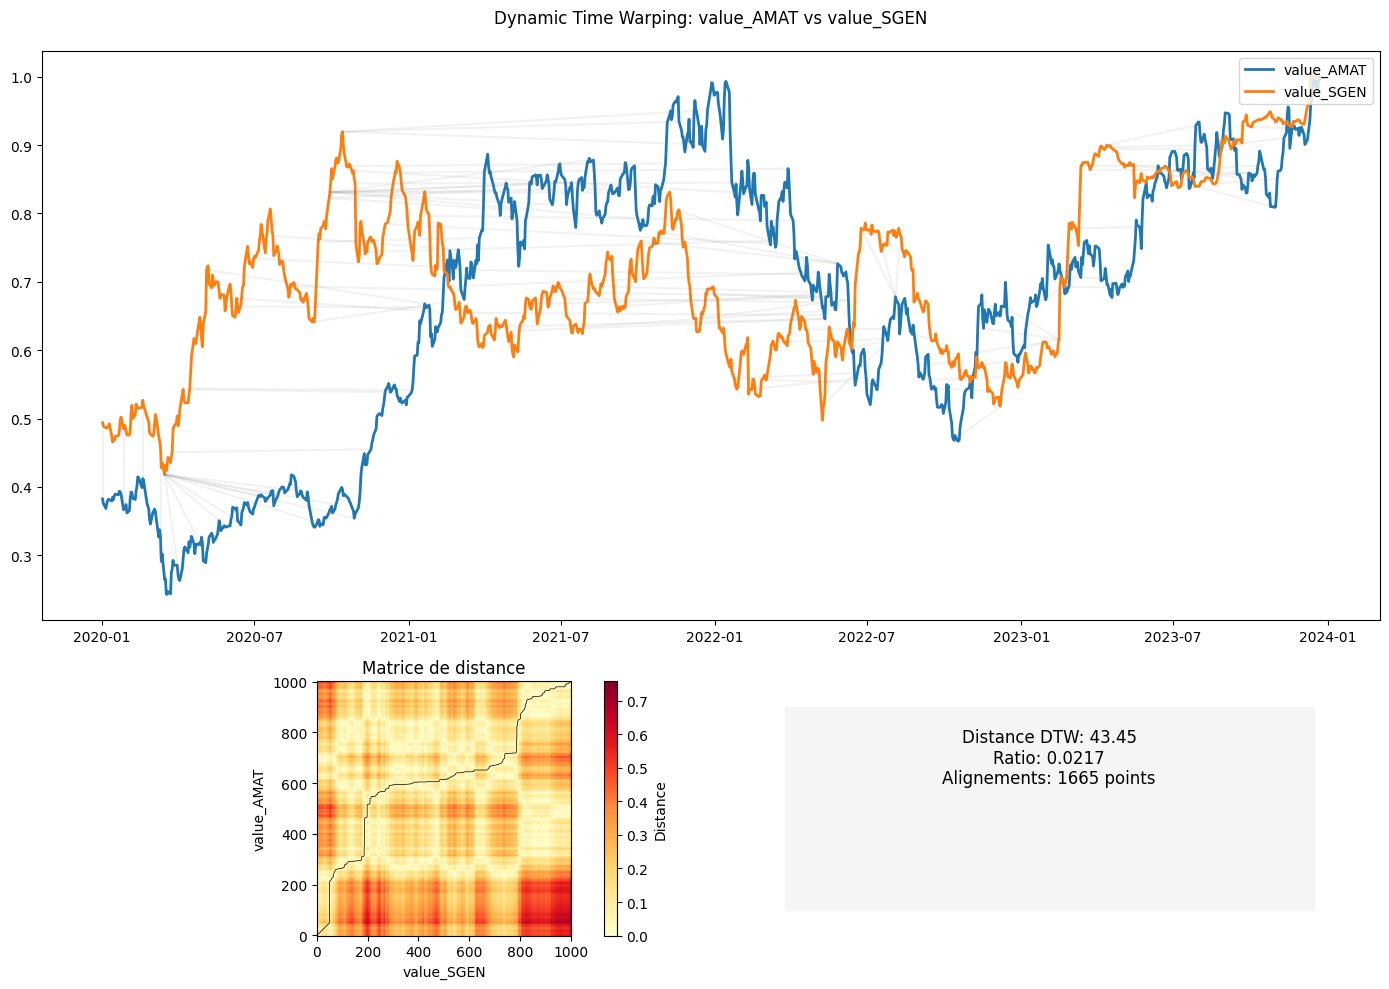 Dynamic Time Warping: value_AMAT vs value_SGEN
value_AMAT
value_SGEN
1.0
0.9
0.8
0.7
0.6
0.5
0.4
0.3
2020-01 2020-07 2021-01 2021-07 2022-01 2022-07 2023-01 2023-07 2024-01
Matrice de distance
1000
800
600
400
200
0
value_AMAT
0 200 400 600 800 1000
value_SGEN
0.7
0.6
0.5
0.4
0.3
0.2
0.1
0.0
Distance
Distance DTW: 43.45
Ratio: 0.0217
Alignements: 1665 points